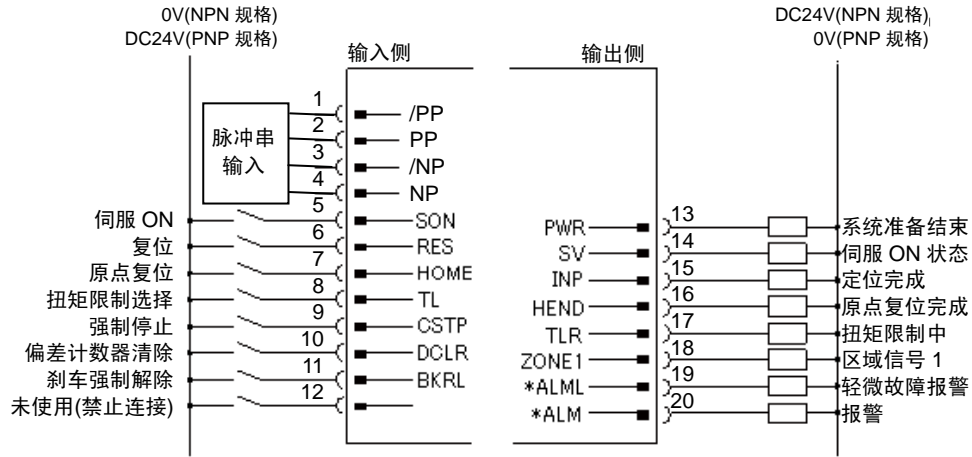 0V(NPN 规格)
DC24V(PNP 规格)
DC24V(NPN 规格)
0V(PNP 规格)
输入侧
输出侧
脉冲串
输入
1 /PP
2 PP
3 /NP
4 NP
伺服 ON 5 SON
复位 6 RES
原点复位 7 HOME
扭矩限制选择 8 TL
强制停止 9 CSTP
偏差计数器清除 10 DCLR
刹车强制解除 11 BKRL
未使用(禁止连接) 12
PWR 13 系统准备结束
SV 14 伺服 ON 状态
INP 15 定位完成
HEND 16 原点复位完成
TLR 17 扭矩限制中
ZONE1 18 区域信号 1
*ALML 19 轻微故障报警
*ALM 20 报警